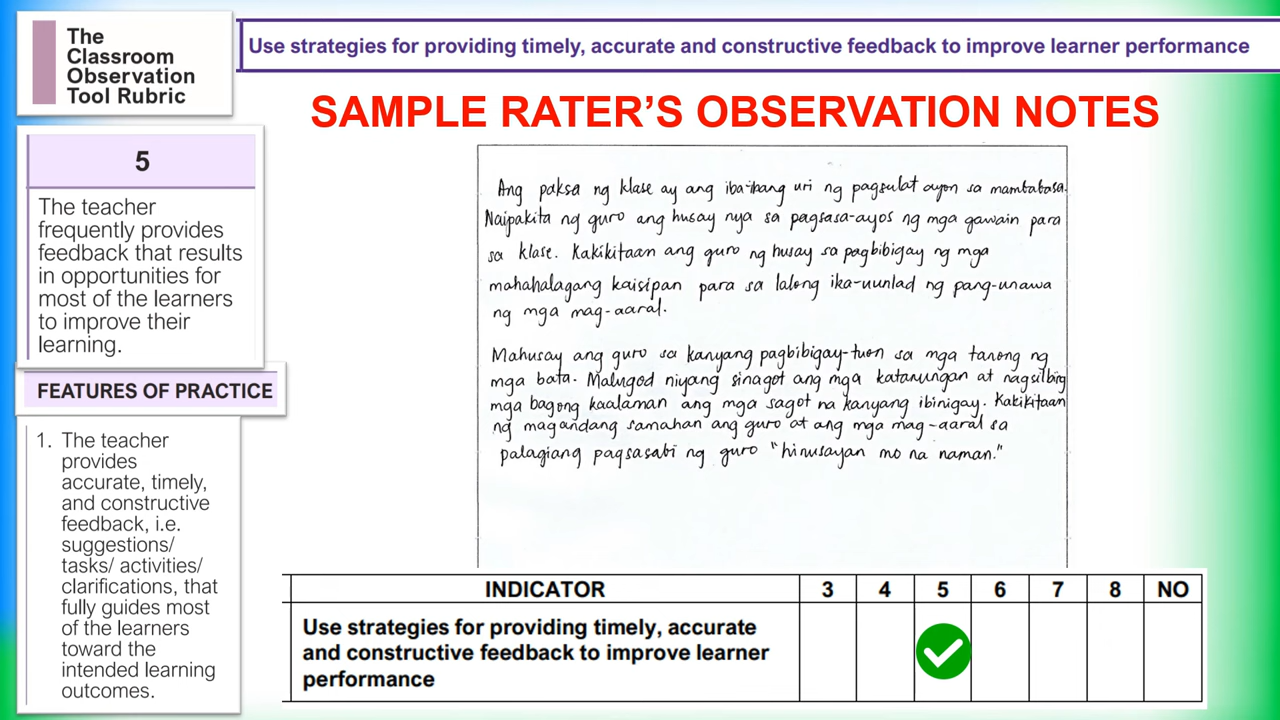 The
Classroom
Observation
Tool Rubric
Use strategies for providing timely, accurate and constructive feedback to improve learner performance
SAMPLE RATER'S OBSERVATION NOTES
5
The teacher
frequently provides
feedback that results
in opportunities for
most of the learners
to improve their
learning.
FEATURES OF PRACTICE
1. The teacher
provides
accurate, timely,
and constructive
feedback, i.e.
suggestions/
tasks/ activities/
clarifications, that
fully guides most
of the learners
toward the
intended learning
outcomes.
Ang paksa ng klase ay ang iba-ibang uri ng pagsulat ayon sa mambabasa.
Naipakita ng guro ang husay nya sa pagsasa-ayos ng mga gawain para
sa klase. Kakikitaan ang guro ng husay sa pagbibigay ng mga
mahahalagang kaisipan para sa lalong ika-uunlad ng pang-unawa
ng mga mag-aaral.
Mahusay ang guro sa kanyang pagbibigay-tuon sa mga tanong ng
mga bata. Malugod niyang sinagot ang mga katanungan at nagsilbing
mga bagong kaalaman ang mga sagot na kanyang ibinigay. Kakikitaan
ng magandang samahan ang guro at ang mga mag-aaral sa
palagiang pagsasabi ng guro "hinusayan mo na naman."
INDICATOR 3 4 5 6 7 8 NO
Use strategies for providing timely, accurate
and constructive feedback to improve learner
performance